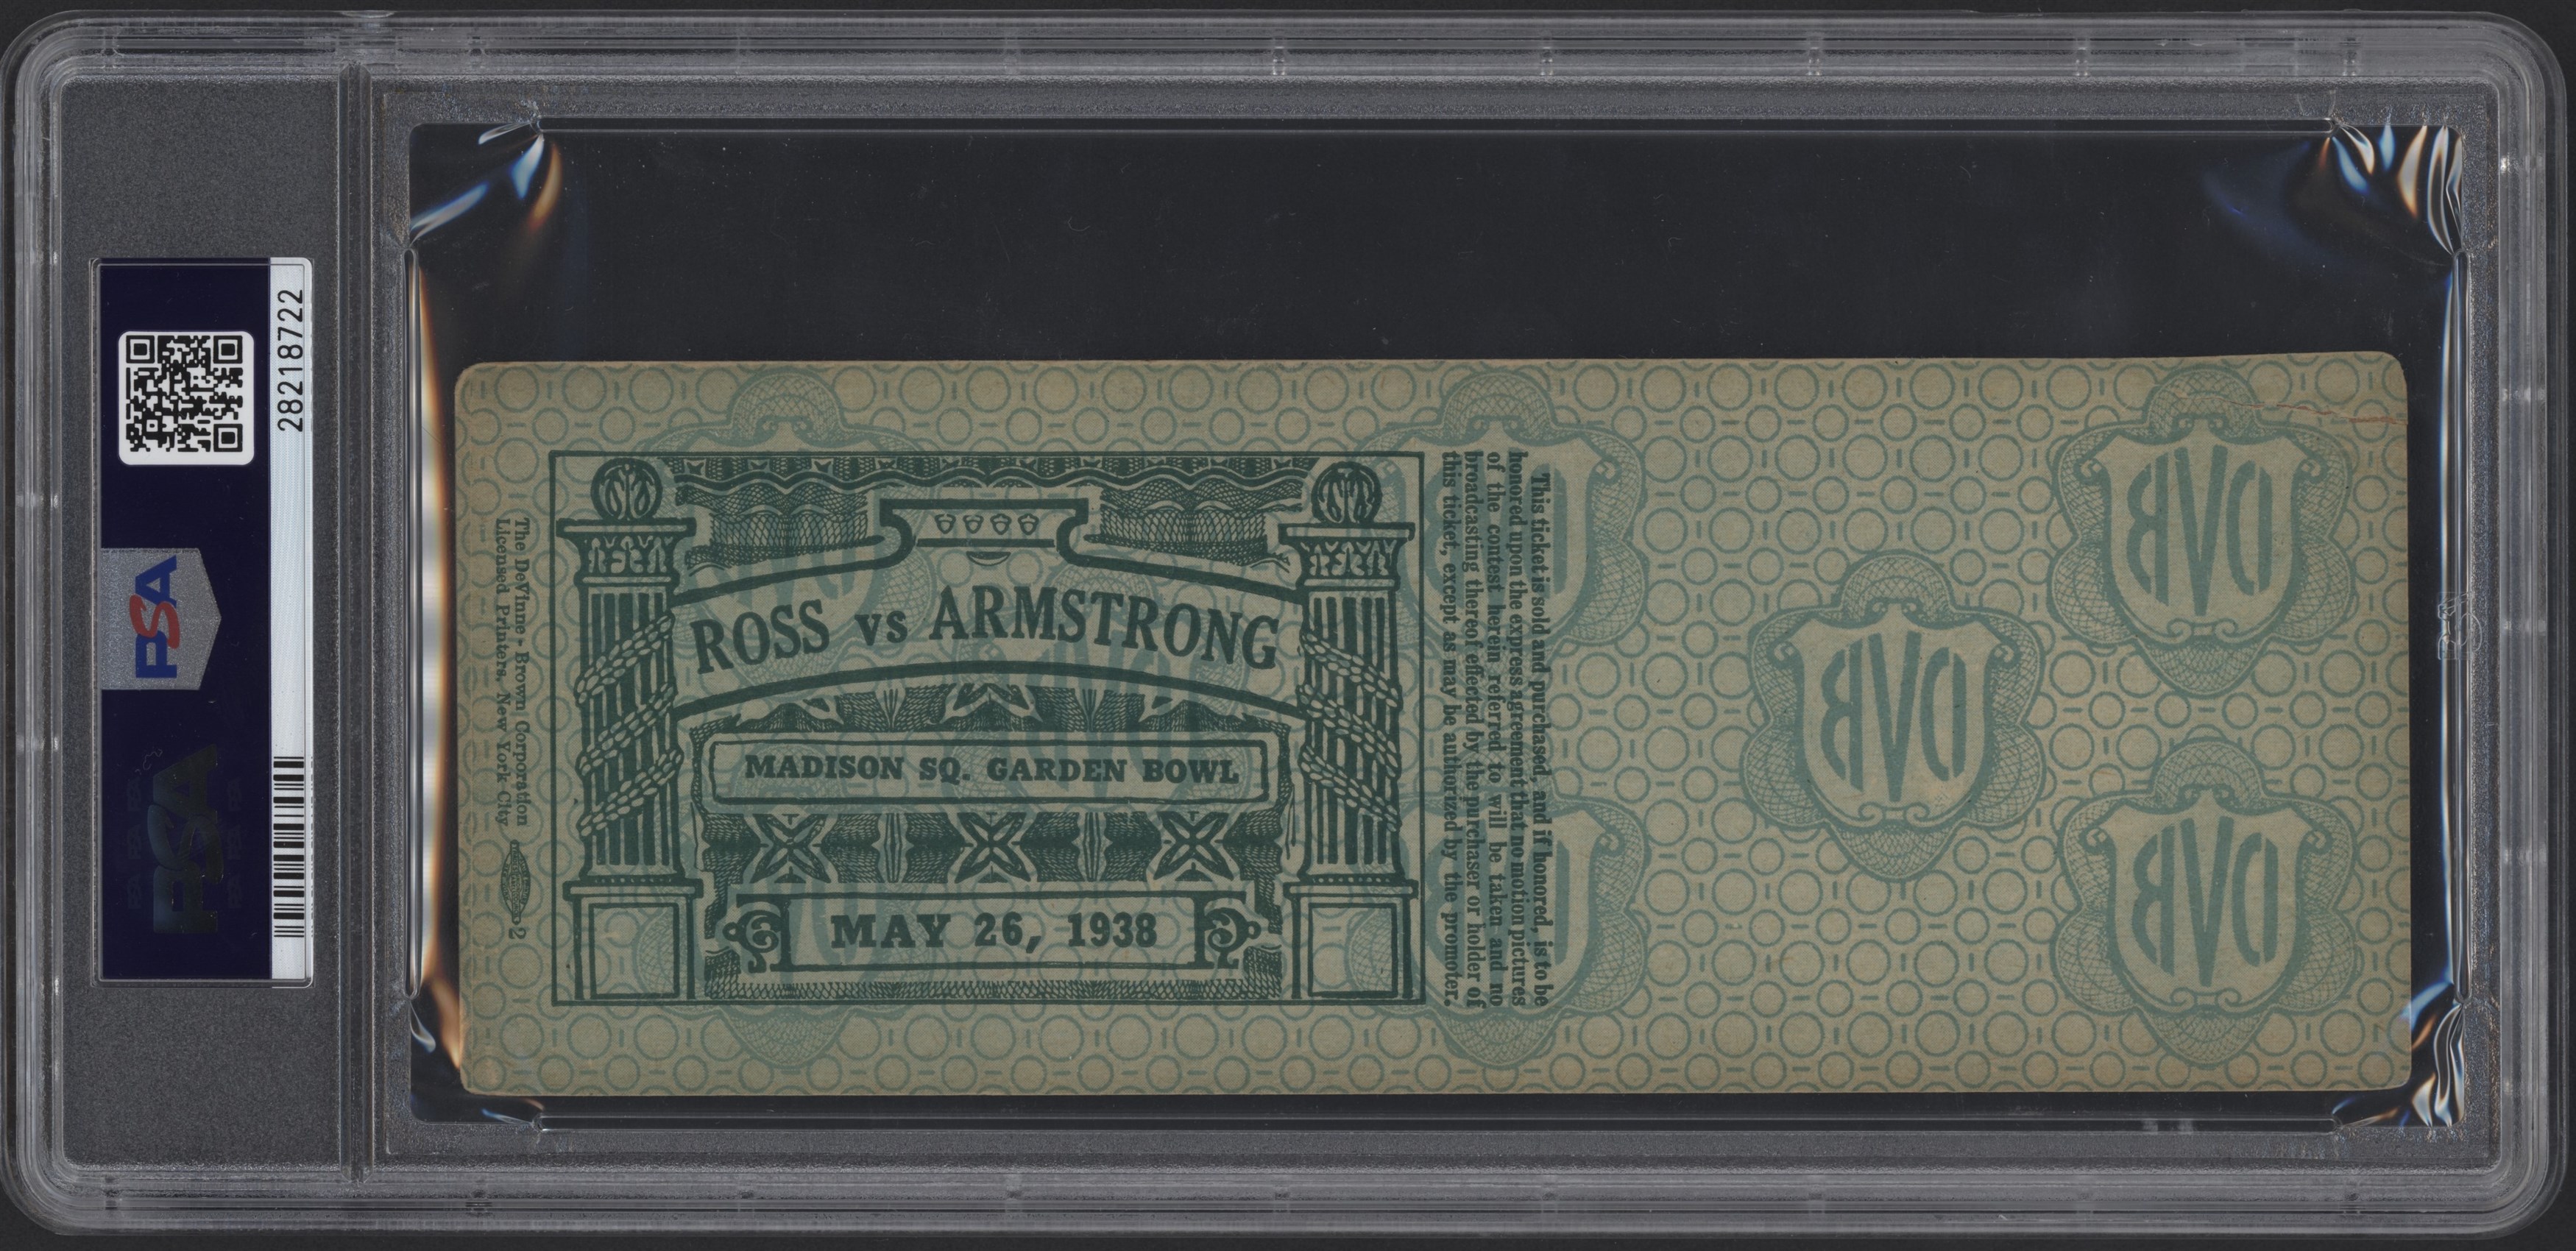 28218722
PSA
PSA
The DeVinne - Brown Corporation
Licensed Printers, New York City
2
ROSS vs ARMSTRONG
MADISON SQ. GARDEN BOWL
MAY 26, 1938
This ticket is sold and purchased, and if honored, is to be
honored upon the express agreement that no motion pictures
of the contest herein referred to will be taken and no
broadcasting thereof effected by the purchaser or holder of
this ticket, except as may be authorized by the promoter.
DVB
DVB
DVB